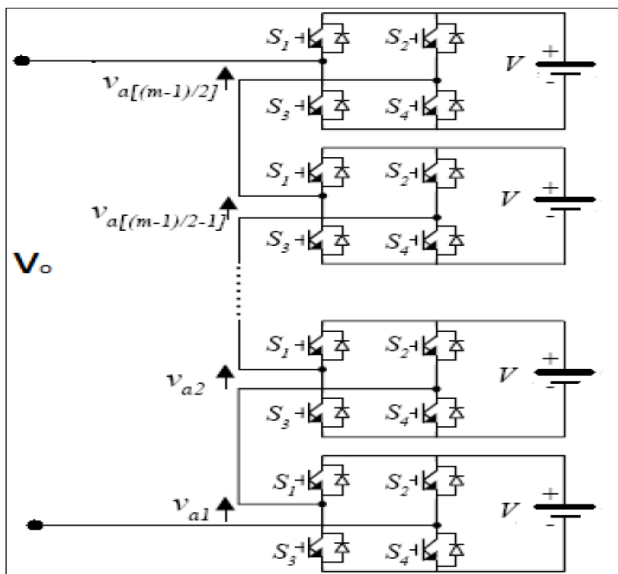 S1 S2 V + -
va[(m-1)/2]
S3 S4
S1 S2 V + -
va[(m-1)/2-1]
S3 S4
Vo
S1 S2 V + -
va2
S3 S4
S1 S2 V + -
va1
S3 S4